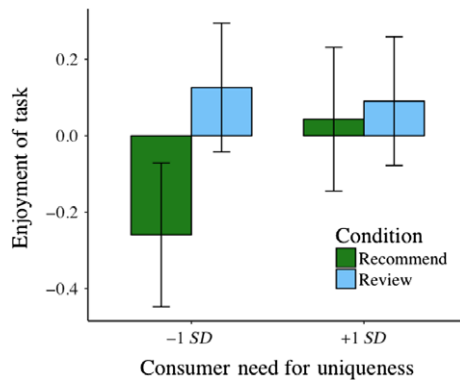 Enjoyment of task
0.2
0.0
−0.2
−0.4
Condition
Recommend
Review
−1 SD
+1 SD
Consumer need for uniqueness